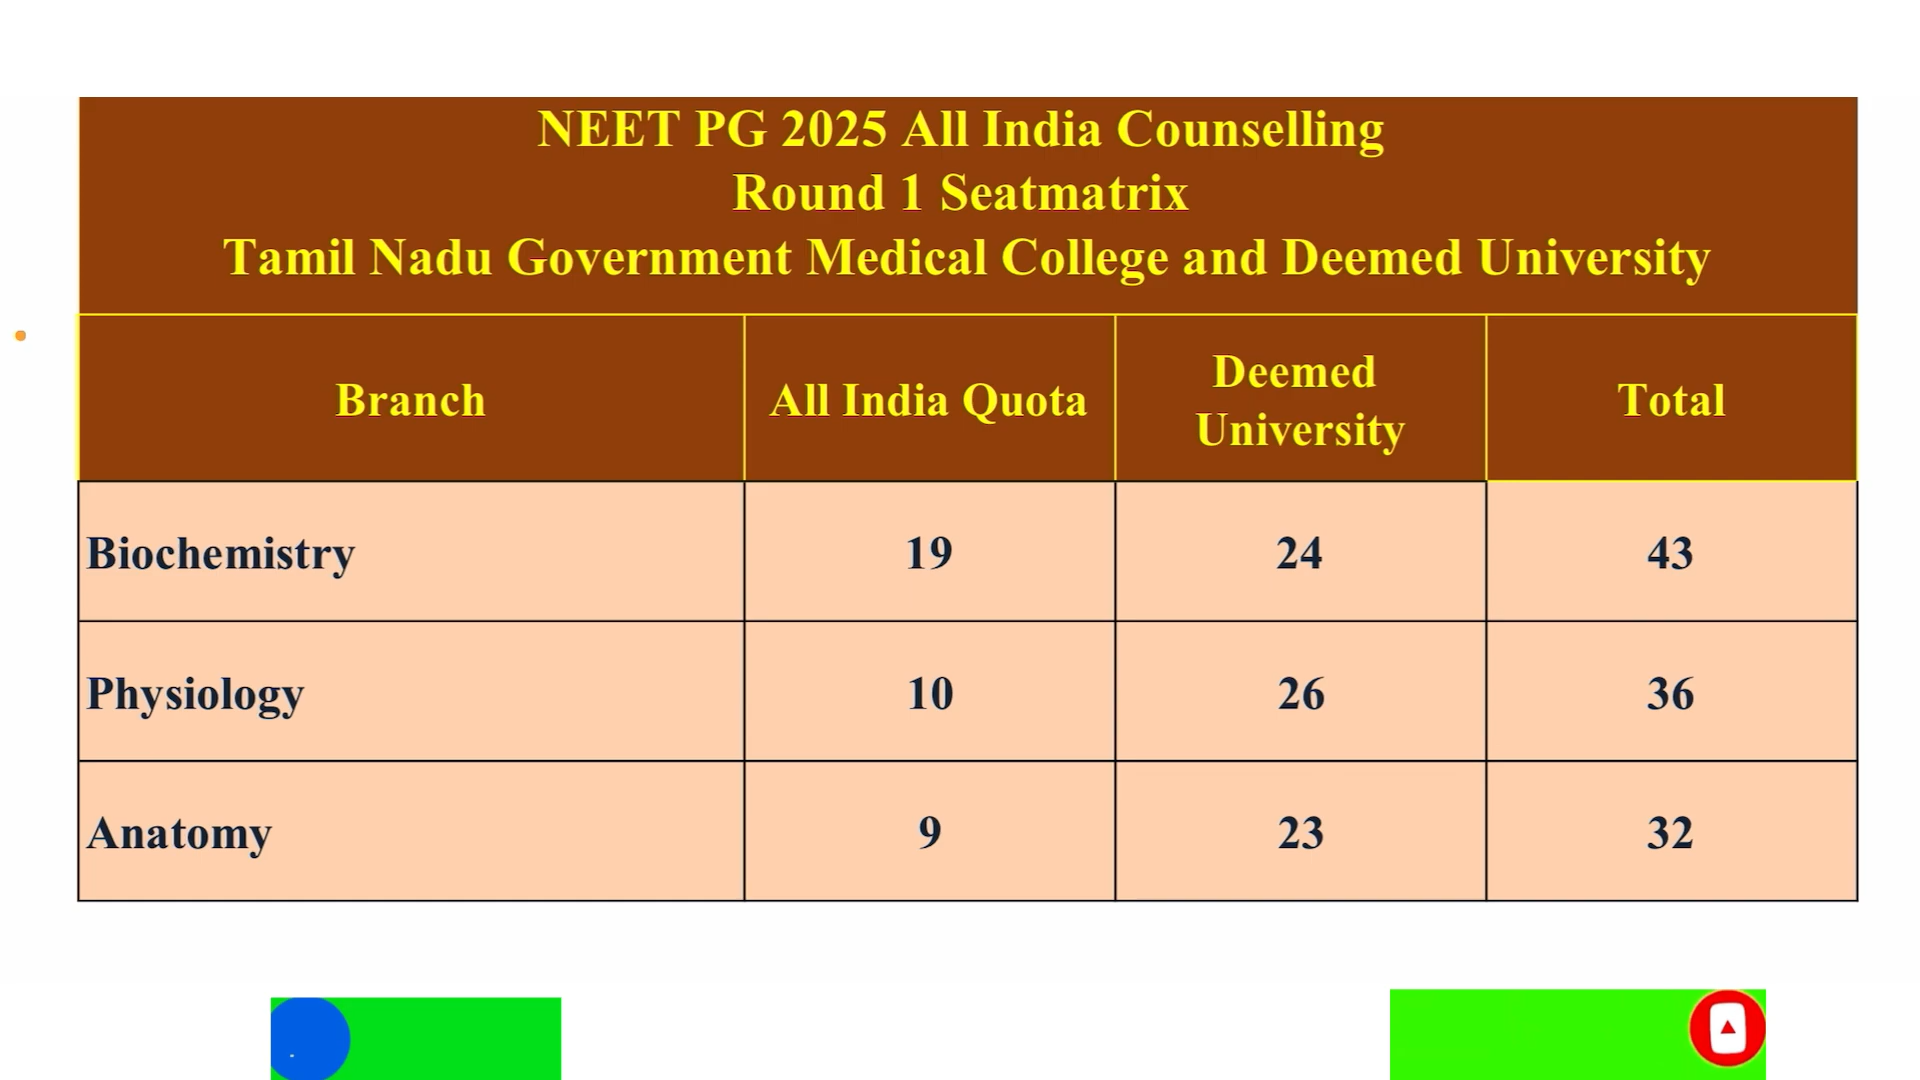 NEET PG 2025 All India Counselling
Round 1 Seatmatrix
Tamil Nadu Government Medical College and Deemed University
Branch All India Quota Deemed University Total
Biochemistry 19 24 43
Physiology 10 26 36
Anatomy 9 23 32